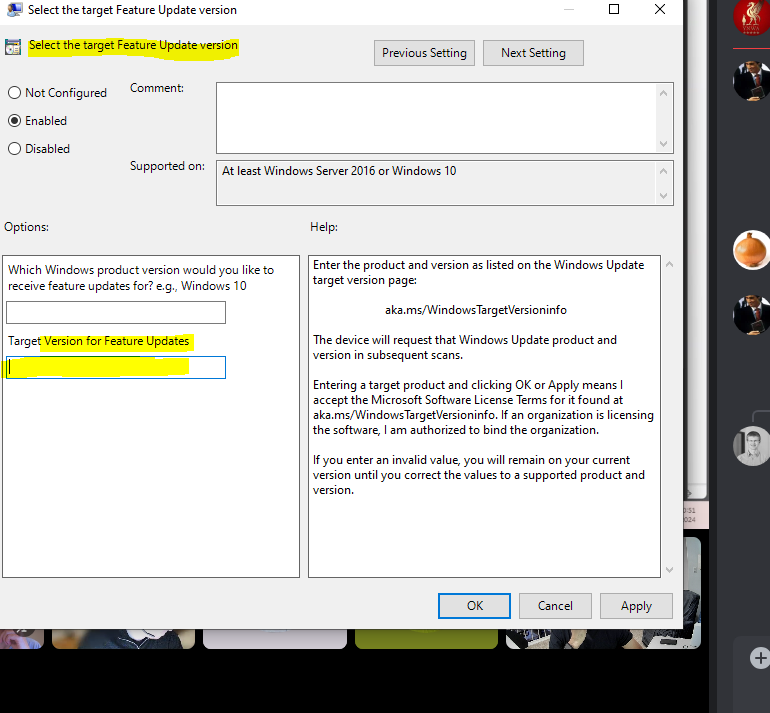 Select the target Feature Update version
Select the target Feature Update version
Previous Setting
Next Setting
Not Configured
Comment:
Enabled
Disabled
Supported on:
At least Windows Server 2016 or Windows 10
Options:
Help:
Which Windows product version would you like to
receive feature updates for? e.g., Windows 10
Target Version for Feature Updates
Enter the product and version as listed on the Windows Update
target version page:
aka.ms/WindowsTargetVersioninfo
The device will request that Windows Update product and
version in subsequent scans.
Entering a target product and clicking OK or Apply means I
accept the Microsoft Software License Terms for it found at
aka.ms/WindowsTargetVersioninfo. If an organization is licensing
the software, I am authorized to bind the organization.
If you enter an invalid value, you will remain on your current
version until you correct the values to a supported product and
version.
OK
Cancel
Apply